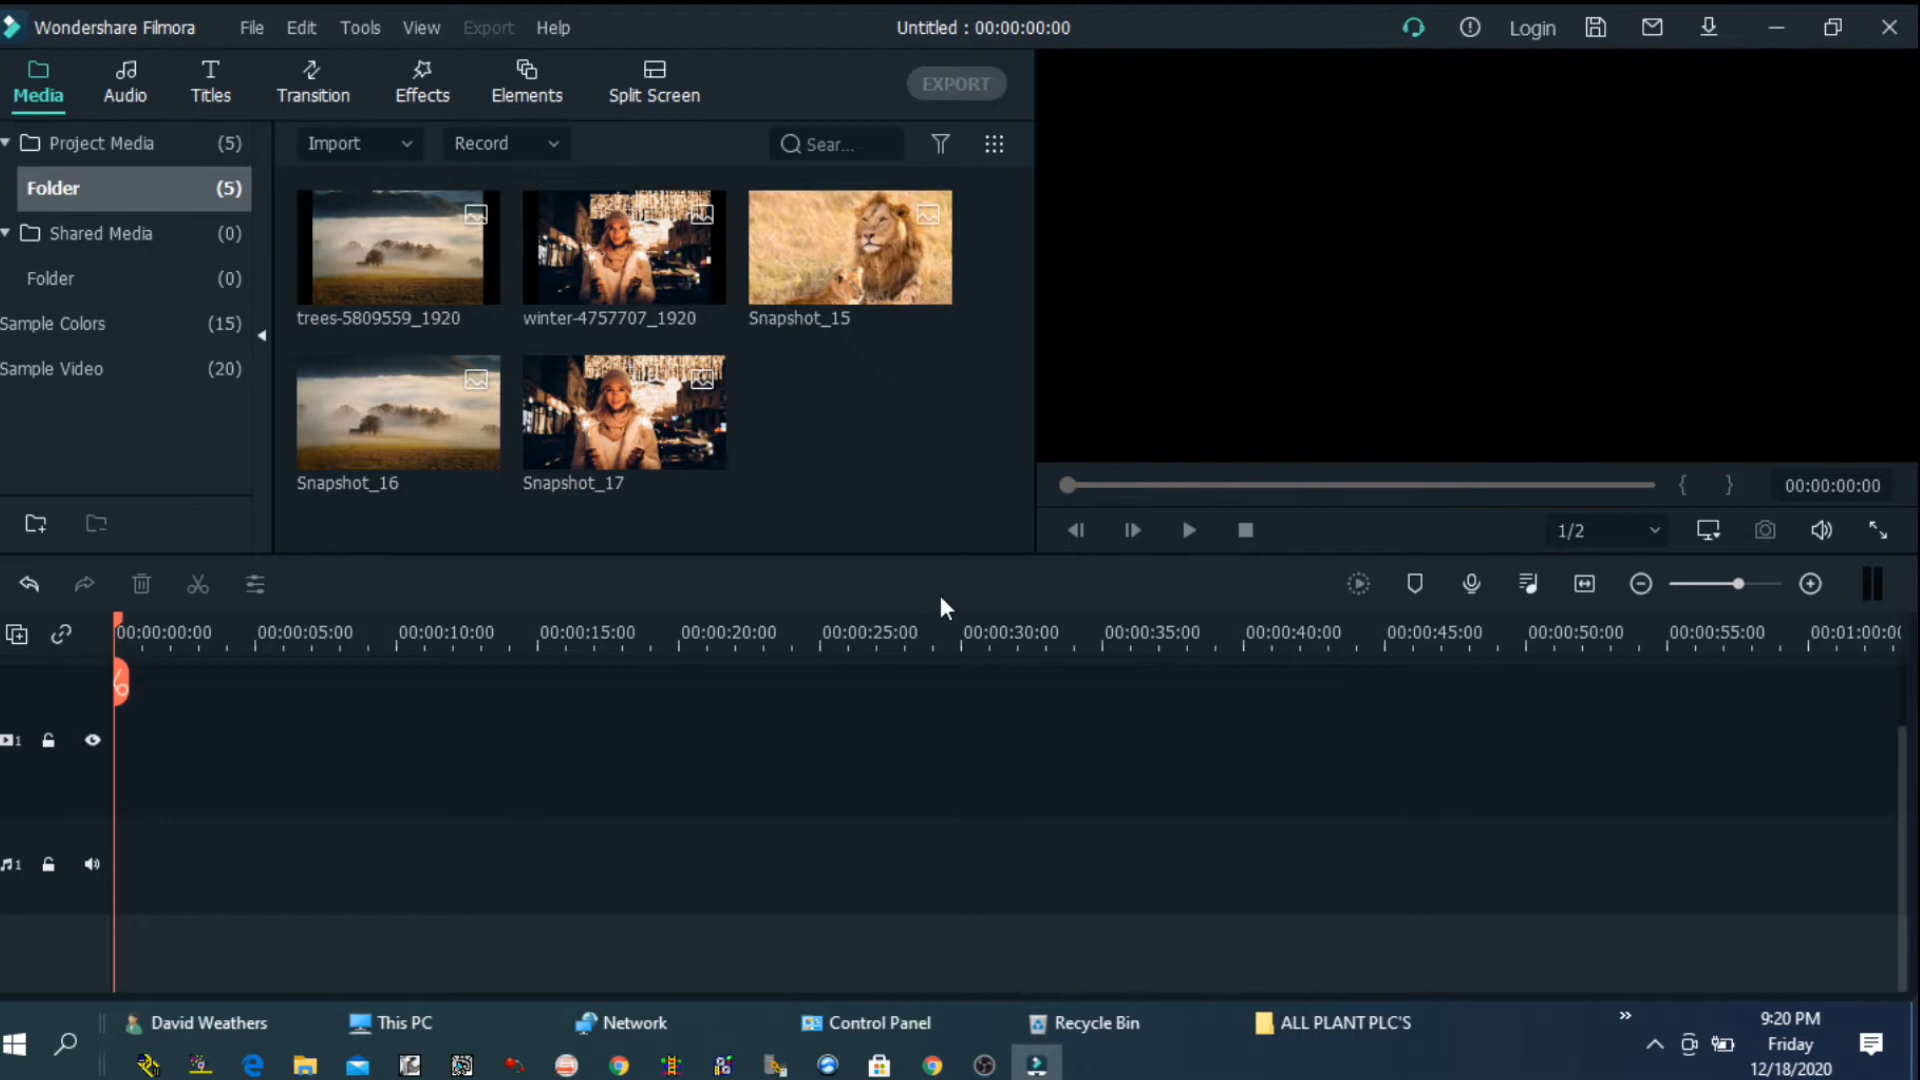 Wondershare Filmora File Edit Tools View Export Help Untitled : 00:00:00:00 Login
Media Audio Titles Transition Effects Elements Split Screen EXPORT
Project Media (5)
Folder (5)
Shared Media (0)
Folder (0)
Sample Colors (15)
Sample Video (20)
Import Record Sear...
trees-5809559_1920 winter-4757707_1920 Snapshot_15
Snapshot_16 Snapshot_17
{ } 00:00:00:00
1/2
00:00:00:00 00:00:05:00 00:00:10:00 00:00:15:00 00:00:20:00 00:00:25:00 00:00:30:00 00:00:35:00 00:00:40:00 00:00:45:00 00:00:50:00 00:00:55:00 00:01:00:0
1
1
David Weathers This PC Network Control Panel Recycle Bin ALL PLANT PLC'S »
9:20 PM
Friday
12/18/2020